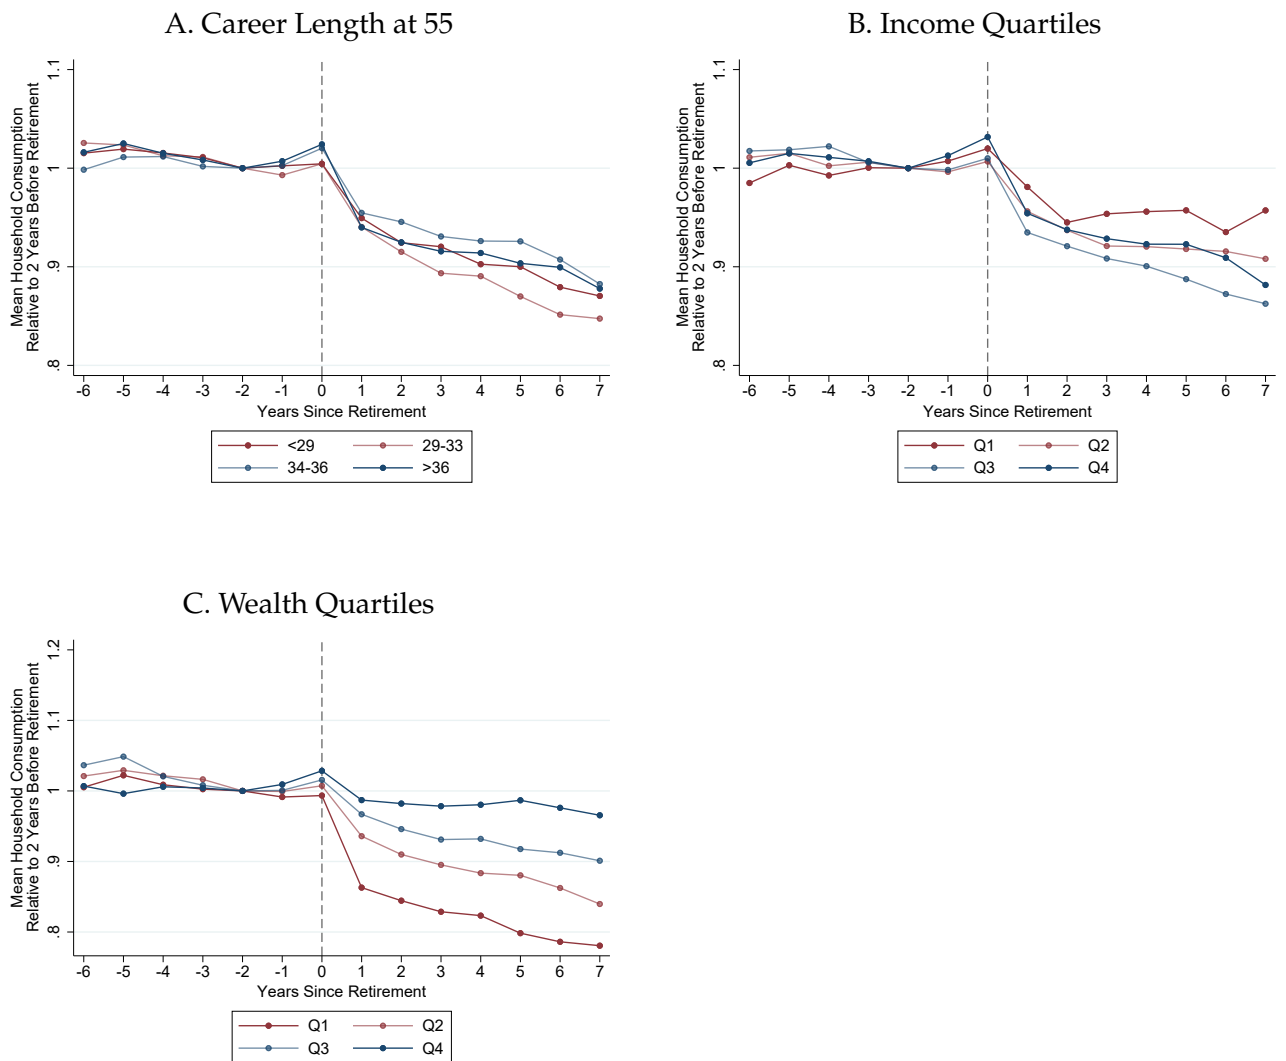 A. Career Length at 55
Mean Household Consumption
Relative to 2 Years Before Retirement
1.1
1
.9
.8
-6 -5 -4 -3 -2 -1 0 1 2 3 4 5 6 7
Years Since Retirement
<29 29-33
34-36 >36
B. Income Quartiles
Mean Household Consumption
Relative to 2 Years Before Retirement
1.1
1
.9
.8
-6 -5 -4 -3 -2 -1 0 1 2 3 4 5 6 7
Years Since Retirement
Q1 Q2
Q3 Q4
C. Wealth Quartiles
Mean Household Consumption
Relative to 2 Years Before Retirement
1.2
1.1
1
.9
.8
-6 -5 -4 -3 -2 -1 0 1 2 3 4 5 6 7
Years Since Retirement
Q1 Q2
Q3 Q4